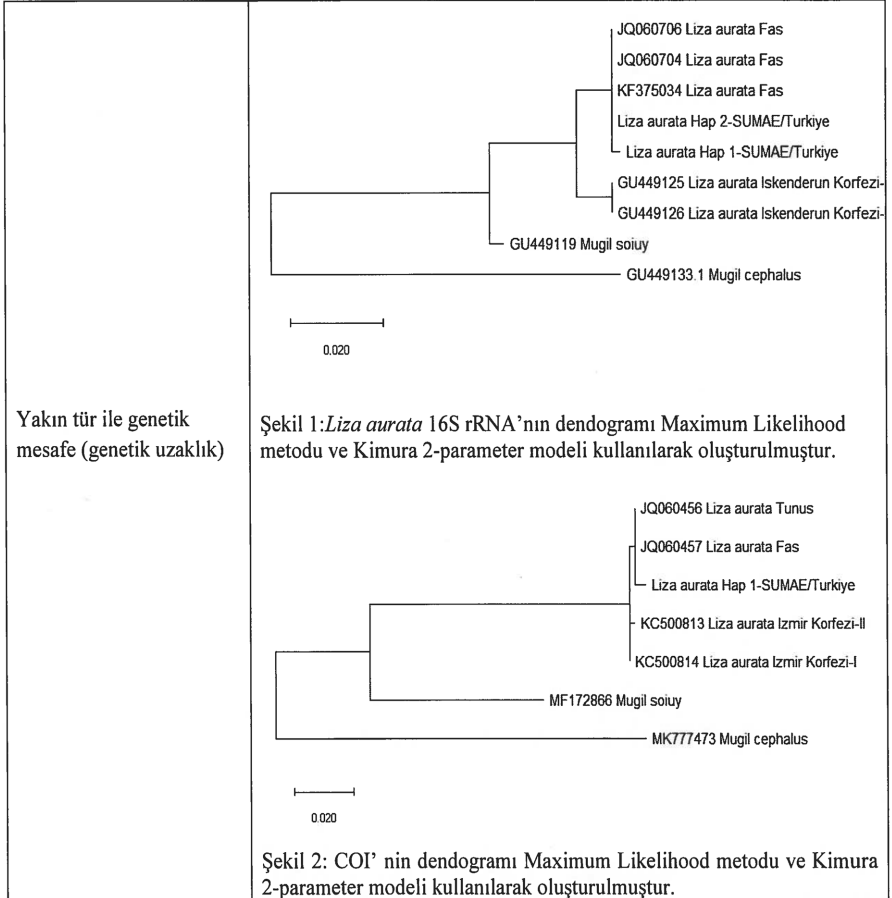 JQ060706 Liza aurata Fas
JQ060704 Liza aurata Fas
KF375034 Liza aurata Fas
Liza aurata Hap 2-SUMAE/Turkiye
Liza aurata Hap 1-SUMAE/Turkiye
GU449125 Liza aurata Iskenderun Korfezi-
GU449126 Liza aurata Iskenderun Korfezi-
GU449119 Mugil soiuy
GU449133.1 Mugil cephalus
0.020
Yakın tür ile genetik
mesafe (genetik uzaklık)
Şekil 1:Liza aurata 16S rRNA’nın dendogramı Maximum Likelihood
metodu ve Kimura 2-parameter modeli kullanılarak oluşturulmuştur.
JQ060456 Liza aurata Tunus
JQ060457 Liza aurata Fas
Liza aurata Hap 1-SUMAE/Turkiye
KC500813 Liza aurata Izmir Korfezi-II
KC500814 Liza aurata Izmir Korfezi-I
MF172866 Mugil soiuy
MK777473 Mugil cephalus
0.020
Şekil 2: COI’ nin dendogramı Maximum Likelihood metodu ve Kimura
2-parameter modeli kullanılarak oluşturulmuştur.